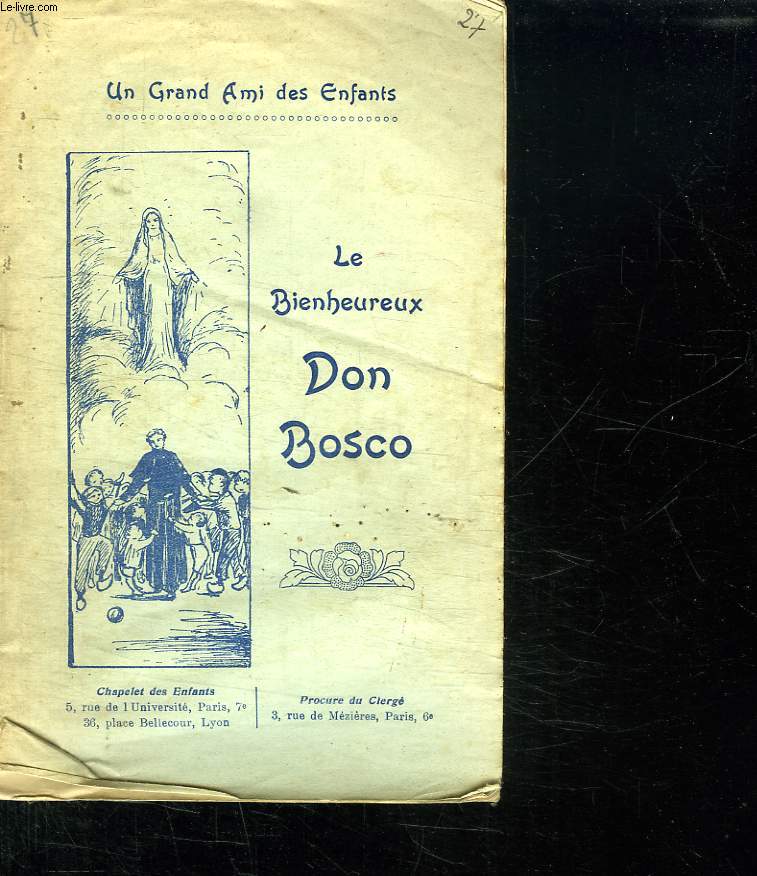 Le-livre.com
27
27
Un Grand Ami des Enfants
Le
Bienheureux
Don
Bosco
Chapelet des Enfants
5, rue de l Université, Paris, 7e
36, place Bellecour, Lyon
Procure du Clergé
3, rue de Mézières, Paris, 6e